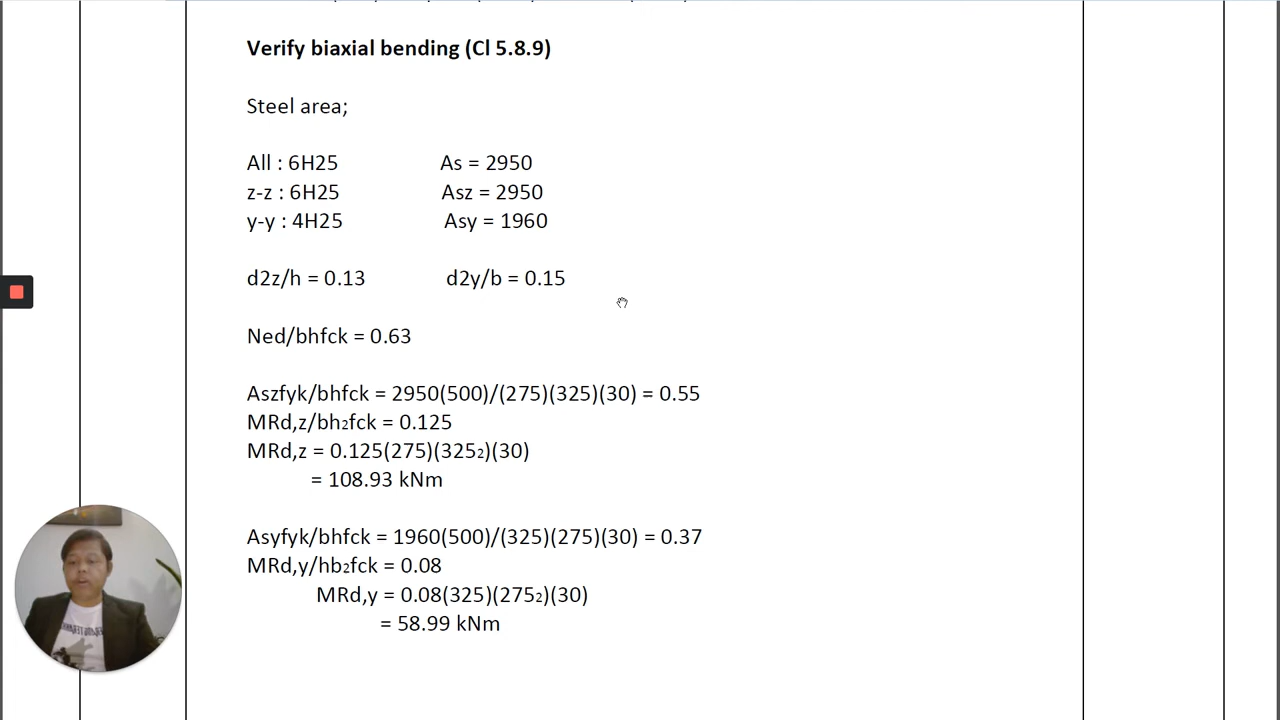 Verify biaxial bending (Cl 5.8.9)
Steel area;
All : 6H25 As = 2950
z-z : 6H25 Asz = 2950
y-y : 4H25 Asy = 1960
d2z/h = 0.13 d2y/b = 0.15
Ned/bhfck = 0.63
Aszfyk/bhfck = 2950(500)/(275)(325)(30) = 0.55
MRd,z/bh2fck = 0.125
MRd,z = 0.125(275)(3252)(30)
= 108.93 kNm
Asyfyk/bhfck = 1960(500)/(325)(275)(30) = 0.37
MRd,y/hb2fck = 0.08
MRd,y = 0.08(325)(2752)(30)
= 58.99 kNm